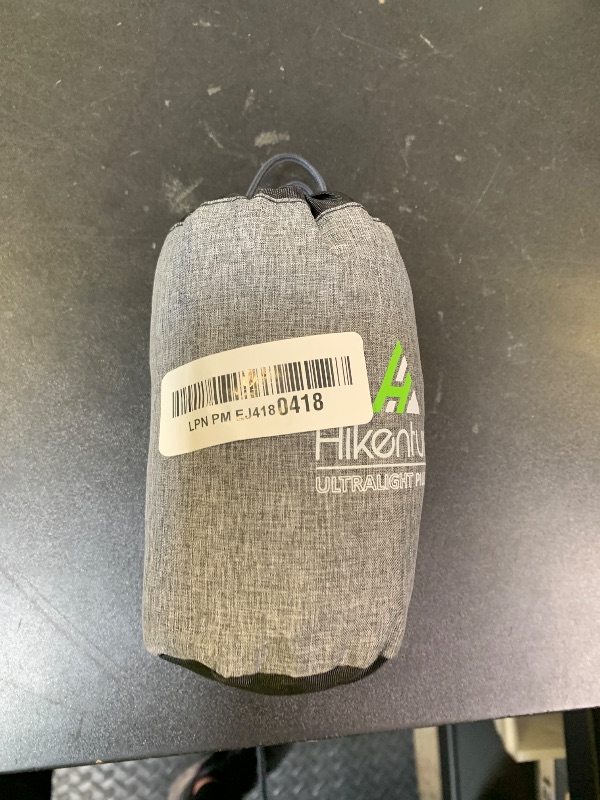 LPN PM EJ4180418
Hikentu
ULTRALIGHT